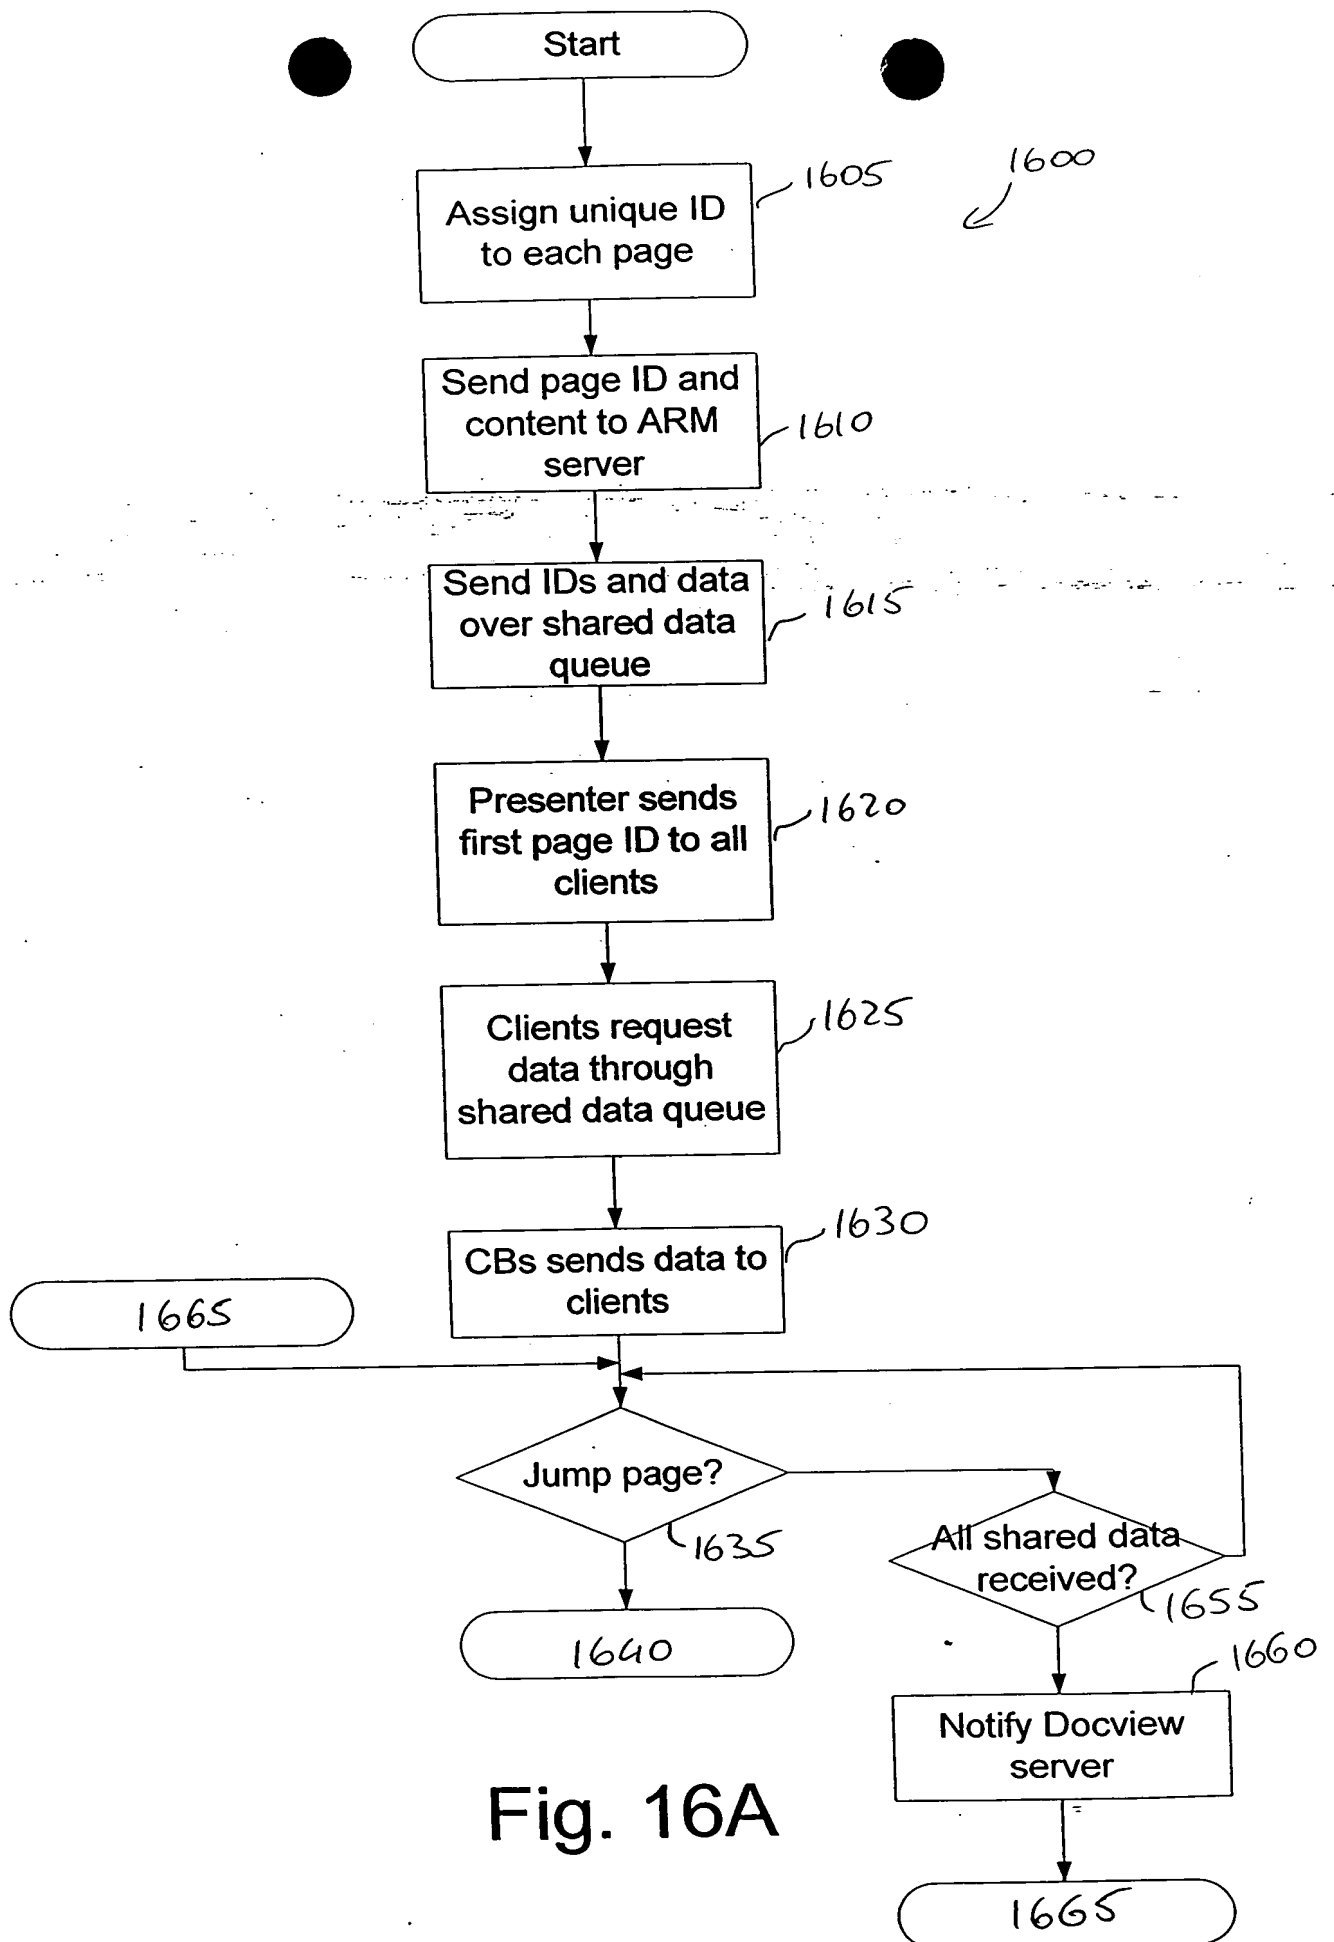 Start
1600
1605
Assign unique ID
to each page
Send page ID and
content to ARM
server
1610
Send IDs and data
over shared data
queue
1615
Presenter sends
first page ID to all
clients
1620
Clients request
data through
shared data queue
1625
CBs sends data to
clients
1630
1665
Jump page?
1635
All shared data
received?
1655
1640
1660
Notify Docview
server
Fig. 16A
1665